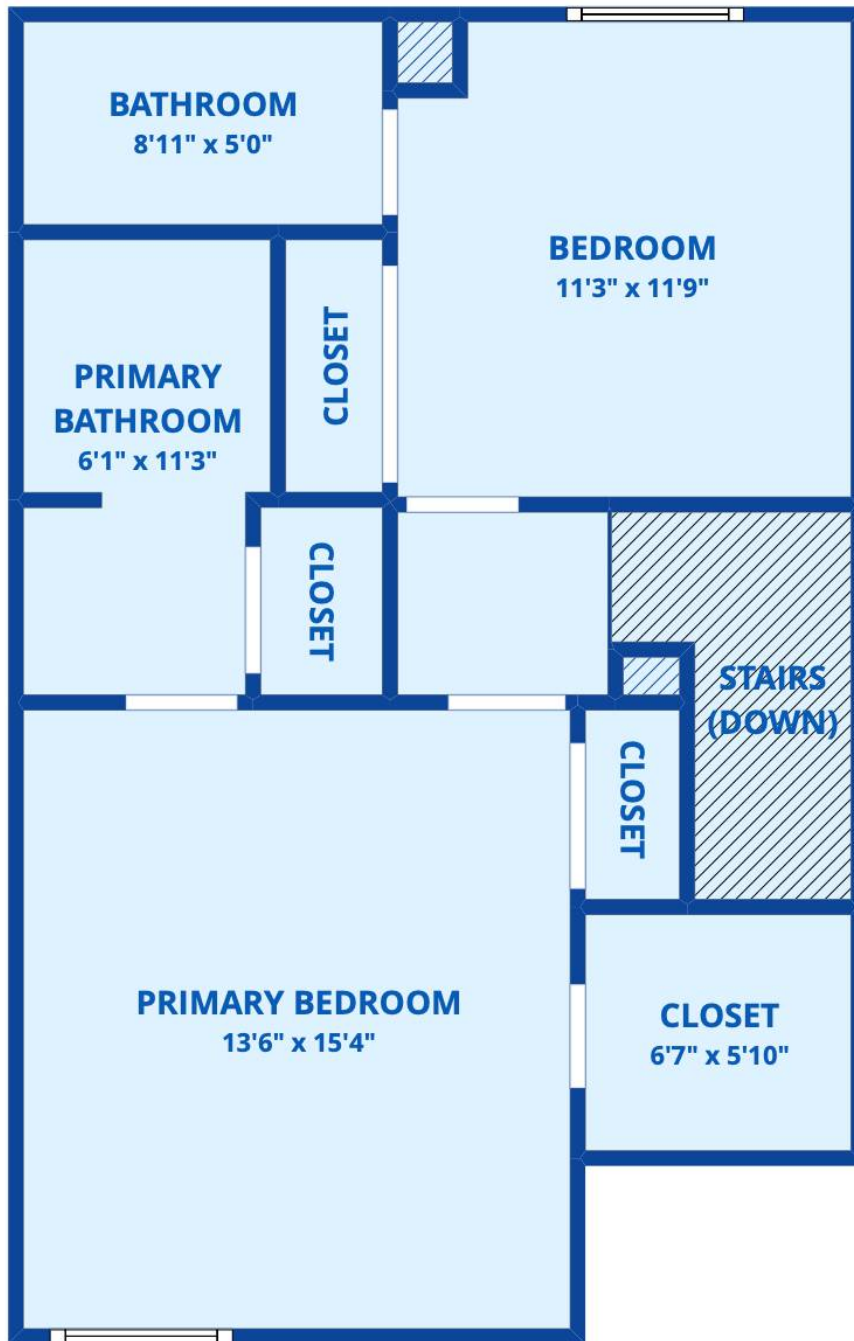 BATHROOM
8'11" x 5'0"
BEDROOM
11'3" x 11'9"
CLOSET
PRIMARY
BATHROOM
6'1" x 11'3"
CLOSET
STAIRS
(DOWN)
CLOSET
PRIMARY BEDROOM
13'6" x 15'4"
CLOSET
6'7" x 5'10"